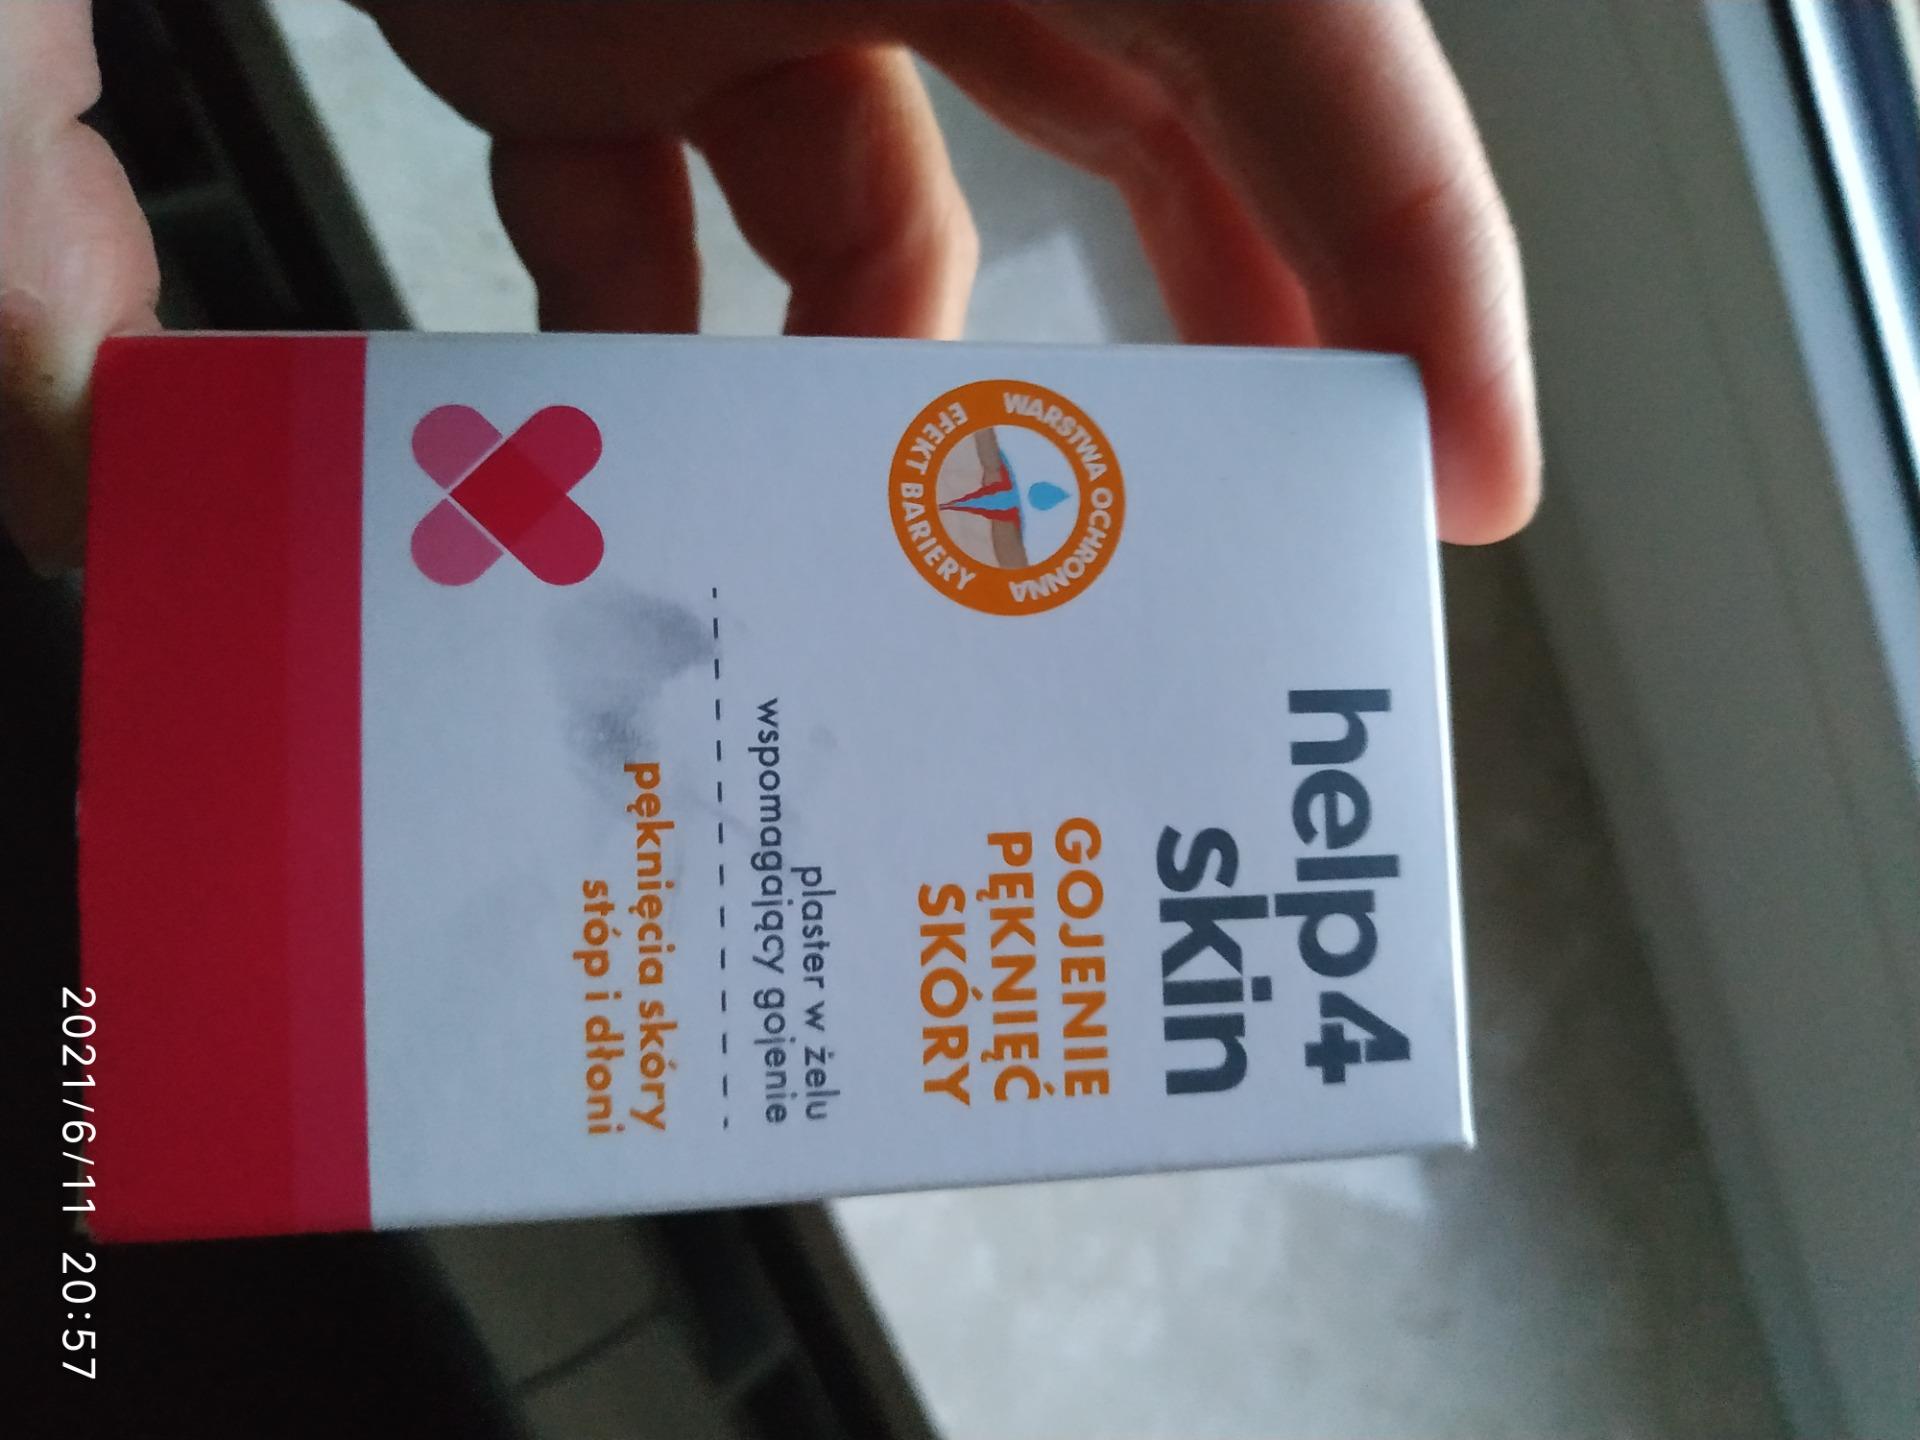 help4
skin
GOJENIE
PĘKNIĘĆ
SKÓRY
WARSTWA OCHRONNA
EFEKT BARIERY
plaster w żelu
wspomagający gojenie
pęknięcia skóry
stóp i dłoni
2021/6/11 20:57